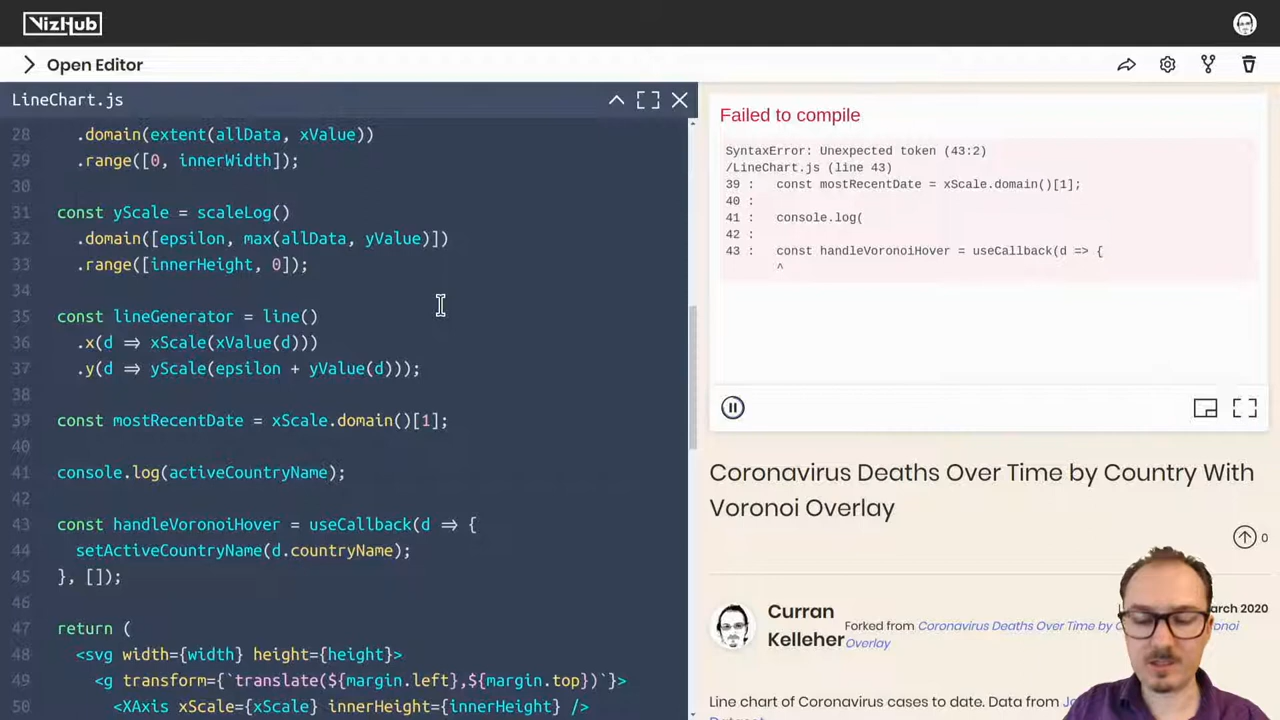 VizHub
Open Editor
LineChart.js
28 .domain(extent(allData, xValue))
29 .range([0, innerWidth]);
30
31 const yScale = scaleLog()
32 .domain([epsilon, max(allData, yValue)])
33 .range([innerHeight, 0]);
34
35 const lineGenerator = line()
36 .x(d => xScale(xValue(d)))
37 .y(d => yScale(epsilon + yValue(d)));
38
39 const mostRecentDate = xScale.domain()[1];
40
41 console.log(activeCountryName);
42
43 const handleVoronoiHover = useCallback(d => {
44 setActiveCountryName(d.countryName);
45 }, []);
46
47 return (
48 <svg width={width} height={height}>
49 <g transform={`translate(${margin.left},${margin.top})`}>
50 <XAxis xScale={xScale} innerHeight={innerHeight} />
Failed to compile
SyntaxError: Unexpected token (43:2)
/LineChart.js (line 43)
39 : const mostRecentDate = xScale.domain()[1];
40 :
41 : console.log(
42 :
43 : const handleVoronoiHover = useCallback(d => {
^
Coronavirus Deaths Over Time by Country With
Voronoi Overlay
0
Curran
Kelleher
March 2020
Forked from Coronavirus Deaths Over Time by
Overlay
Line chart of Coronavirus cases to date. Data from